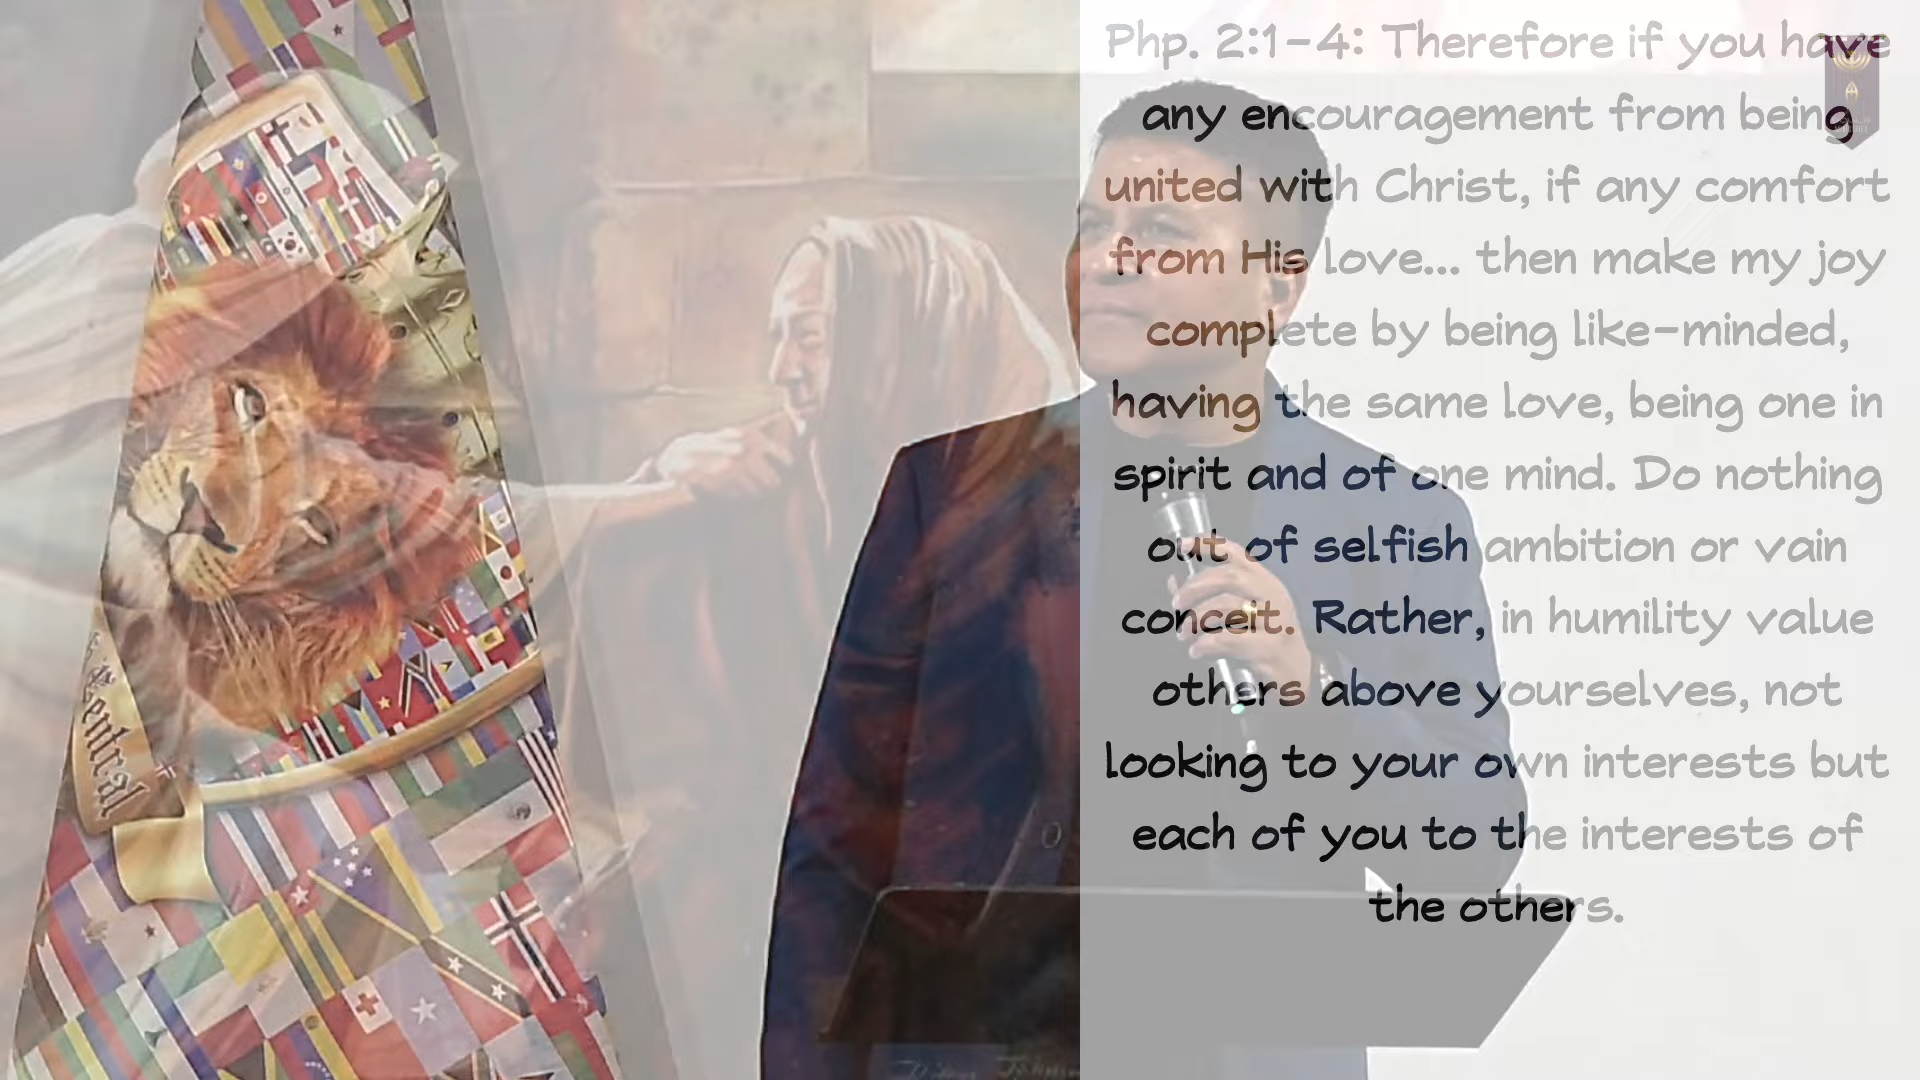 Php. 2:1-4: Therefore if you have
any encouragement from being
united with Christ, if any comfort
from His love... then make my joy
complete by being like-minded,
having the same love, being one in
spirit and of one mind. Do nothing
out of selfish ambition or vain
conceit. Rather, in humility value
others above yourselves, not
looking to your own interests but
each of you to the interests of
the others.
Central